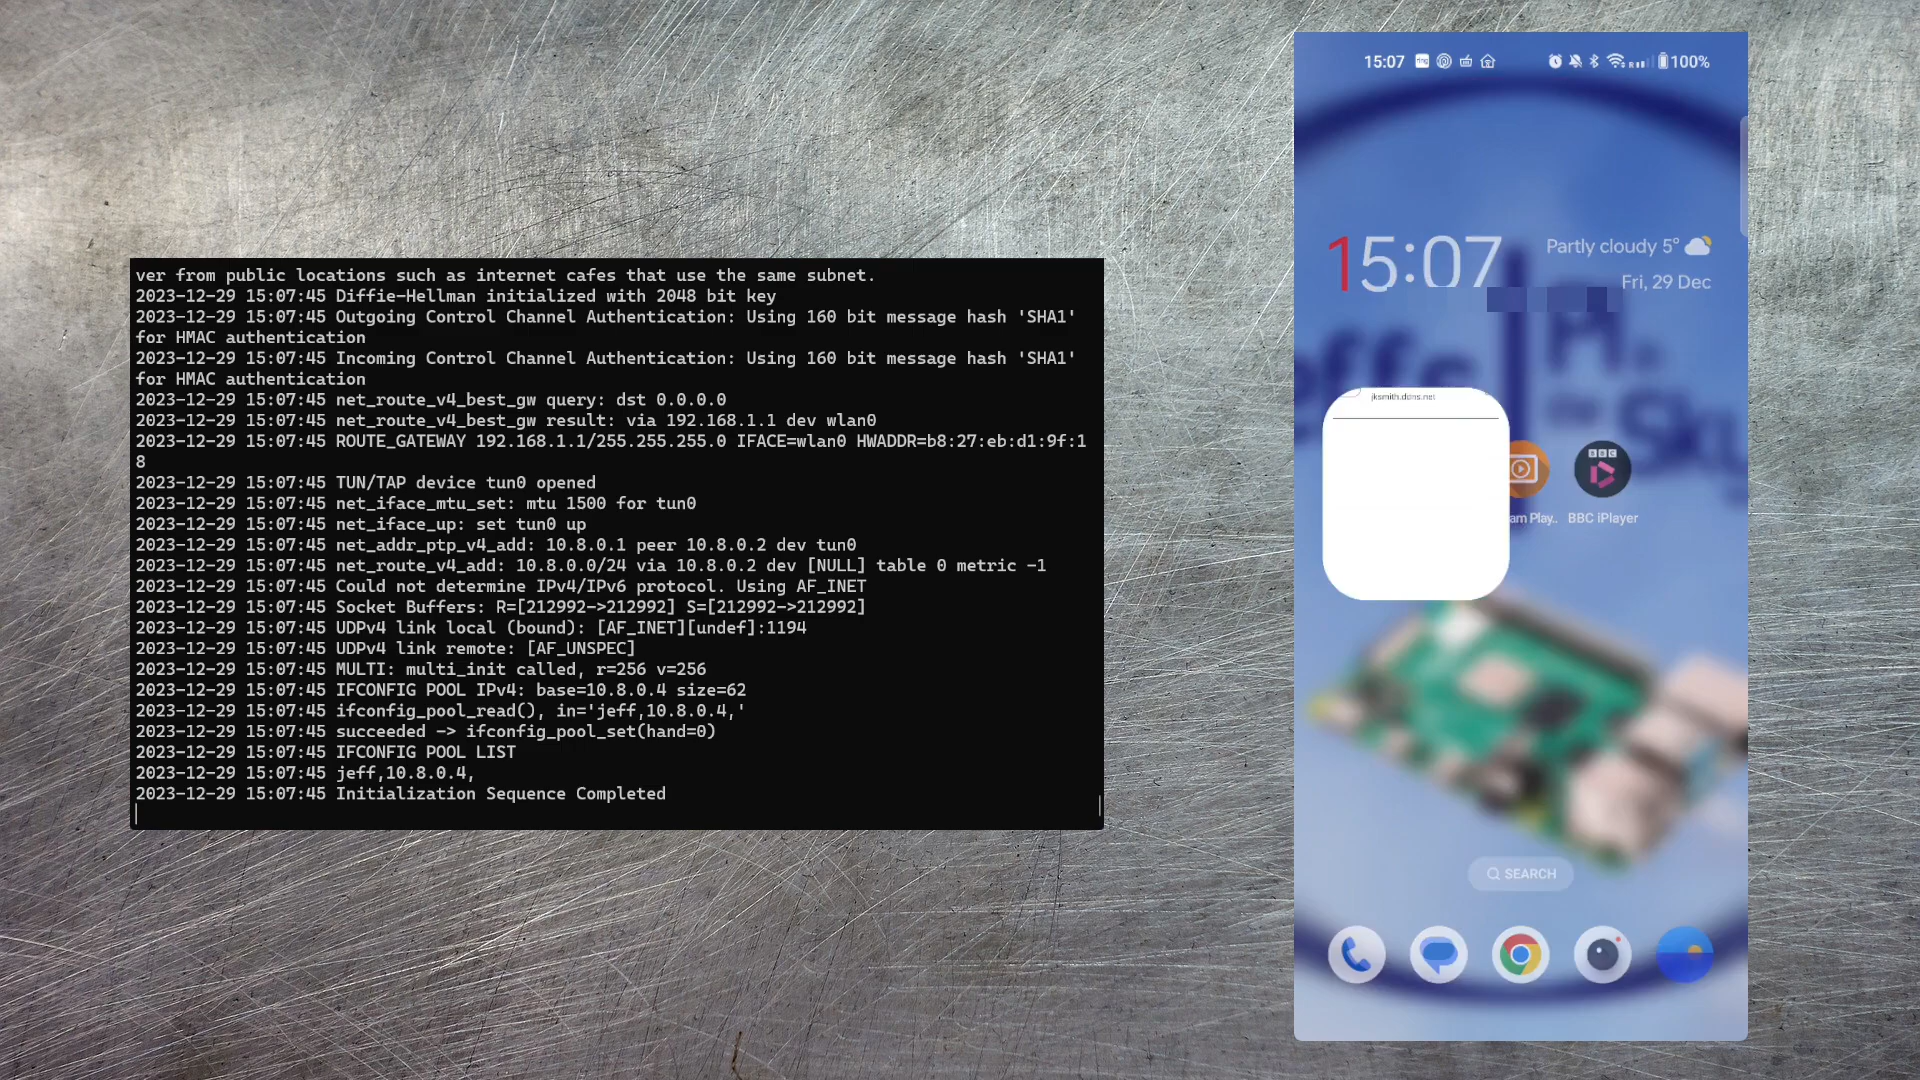 ver from public locations such as internet cafes that use the same subnet.
2023-12-29 15:07:45 Diffie-Hellman initialized with 2048 bit key
2023-12-29 15:07:45 Outgoing Control Channel Authentication: Using 160 bit message hash 'SHA1'
for HMAC authentication
2023-12-29 15:07:45 Incoming Control Channel Authentication: Using 160 bit message hash 'SHA1'
for HMAC authentication
2023-12-29 15:07:45 net_route_v4_best_gw query: dst 0.0.0.0
2023-12-29 15:07:45 net_route_v4_best_gw result: via 192.168.1.1 dev wlan0
2023-12-29 15:07:45 ROUTE_GATEWAY 192.168.1.1/255.255.255.0 IFACE=wlan0 HWADDR=b8:27:eb:d1:9f:1
8
2023-12-29 15:07:45 TUN/TAP device tun0 opened
2023-12-29 15:07:45 net_iface_mtu_set: mtu 1500 for tun0
2023-12-29 15:07:45 net_iface_up: set tun0 up
2023-12-29 15:07:45 net_addr_ptp_v4_add: 10.8.0.1 peer 10.8.0.2 dev tun0
2023-12-29 15:07:45 net_route_v4_add: 10.8.0.0/24 via 10.8.0.2 dev [NULL] table 0 metric -1
2023-12-29 15:07:45 Could not determine IPv4/IPv6 protocol. Using AF_INET
2023-12-29 15:07:45 Socket Buffers: R=[212992->212992] S=[212992->212992]
2023-12-29 15:07:45 UDPv4 link local (bound): [AF_INET][undef]:1194
2023-12-29 15:07:45 UDPv4 link remote: [AF_UNSPEC]
2023-12-29 15:07:45 MULTI: multi_init called, r=256 v=256
2023-12-29 15:07:45 IFCONFIG POOL IPv4: base=10.8.0.4 size=62
2023-12-29 15:07:45 ifconfig_pool_read(), in='jeff,10.8.0.4,'
2023-12-29 15:07:45 succeeded -> ifconfig_pool_set(hand=0)
2023-12-29 15:07:45 IFCONFIG POOL LIST
2023-12-29 15:07:45 jeff,10.8.0.4,
2023-12-29 15:07:45 Initialization Sequence Completed
15:07 100%
15:07
Partly cloudy 5°
Fri, 29 Dec
jksmith.ddns.net
BBC
am Play.. BBC iPlayer
SEARCH